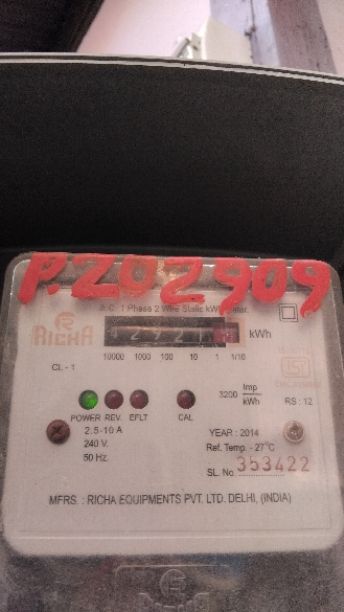 P.202909
A.C. 1 Phase 2 Wire Static kWh Meter.
RICHA
kWh
10000 1000 100 10 1 1/10
CL - 1
3200 Imp/kWh
RS : 12
POWER REV. EFLT CAL
2.5-10 A
240 V.
50 Hz.
YEAR : 2014
Ref. Temp. - 27°C
SL. No. 353422
MFRS. : RICHA EQUIPMENTS PVT. LTD. DELHI, (INDIA)